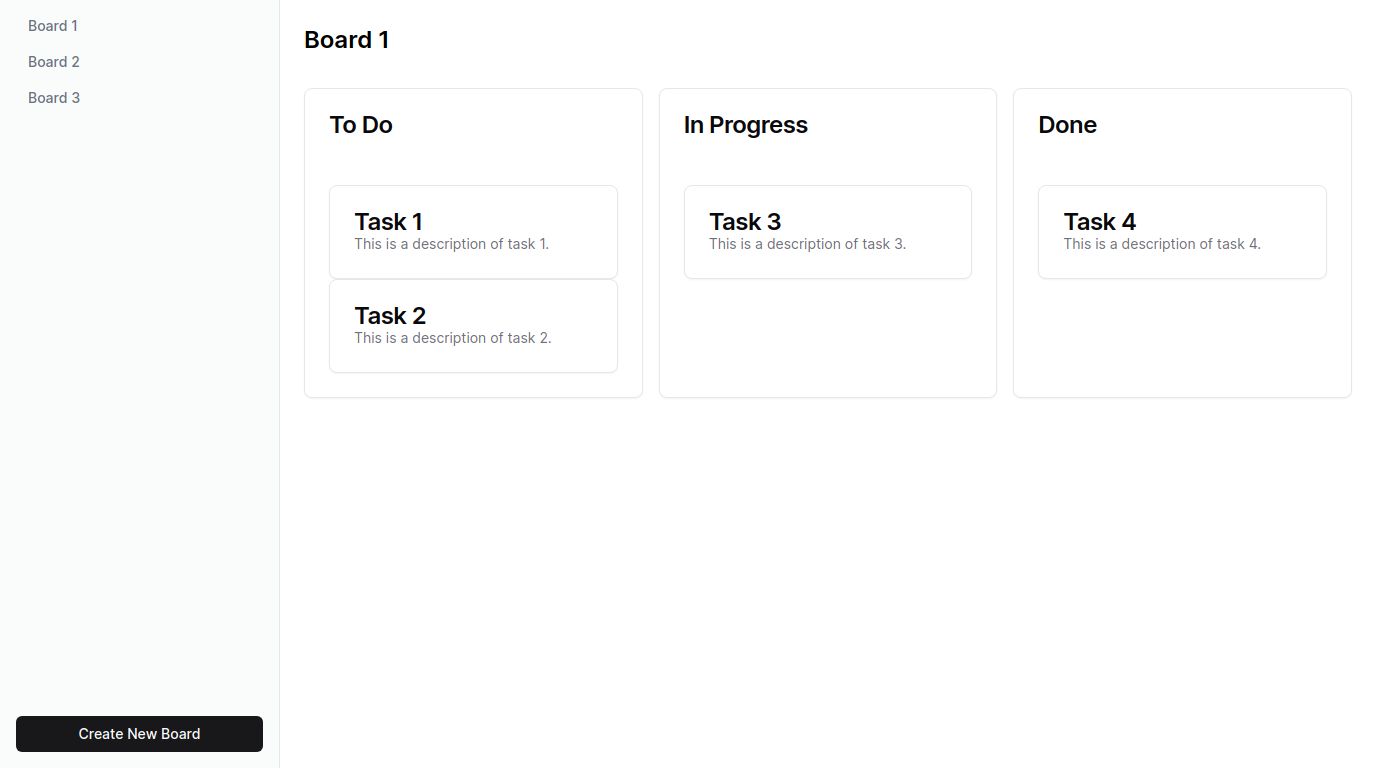 Board 1
Board 2
Board 3
Create New Board
Board 1
To Do
Task 1
This is a description of task 1.
Task 2
This is a description of task 2.
In Progress
Task 3
This is a description of task 3.
Done
Task 4
This is a description of task 4.